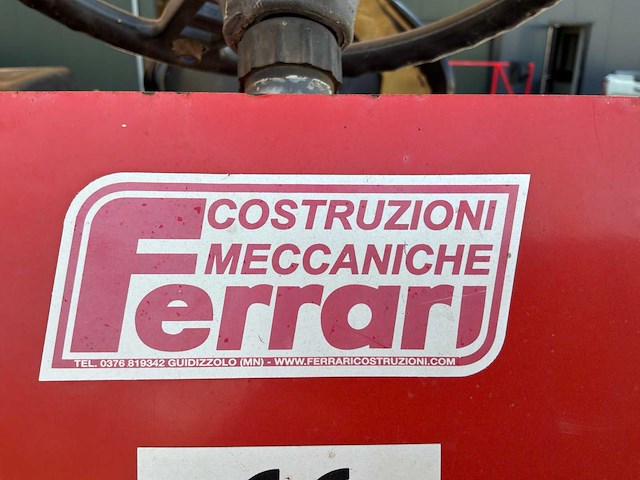 COSTRUZIONI
MECCANICHE
Ferrari
TEL. 0376 819342 GUIDIZZOLO (MN) - WWW.FERRARICOSTRUZIONI.COM